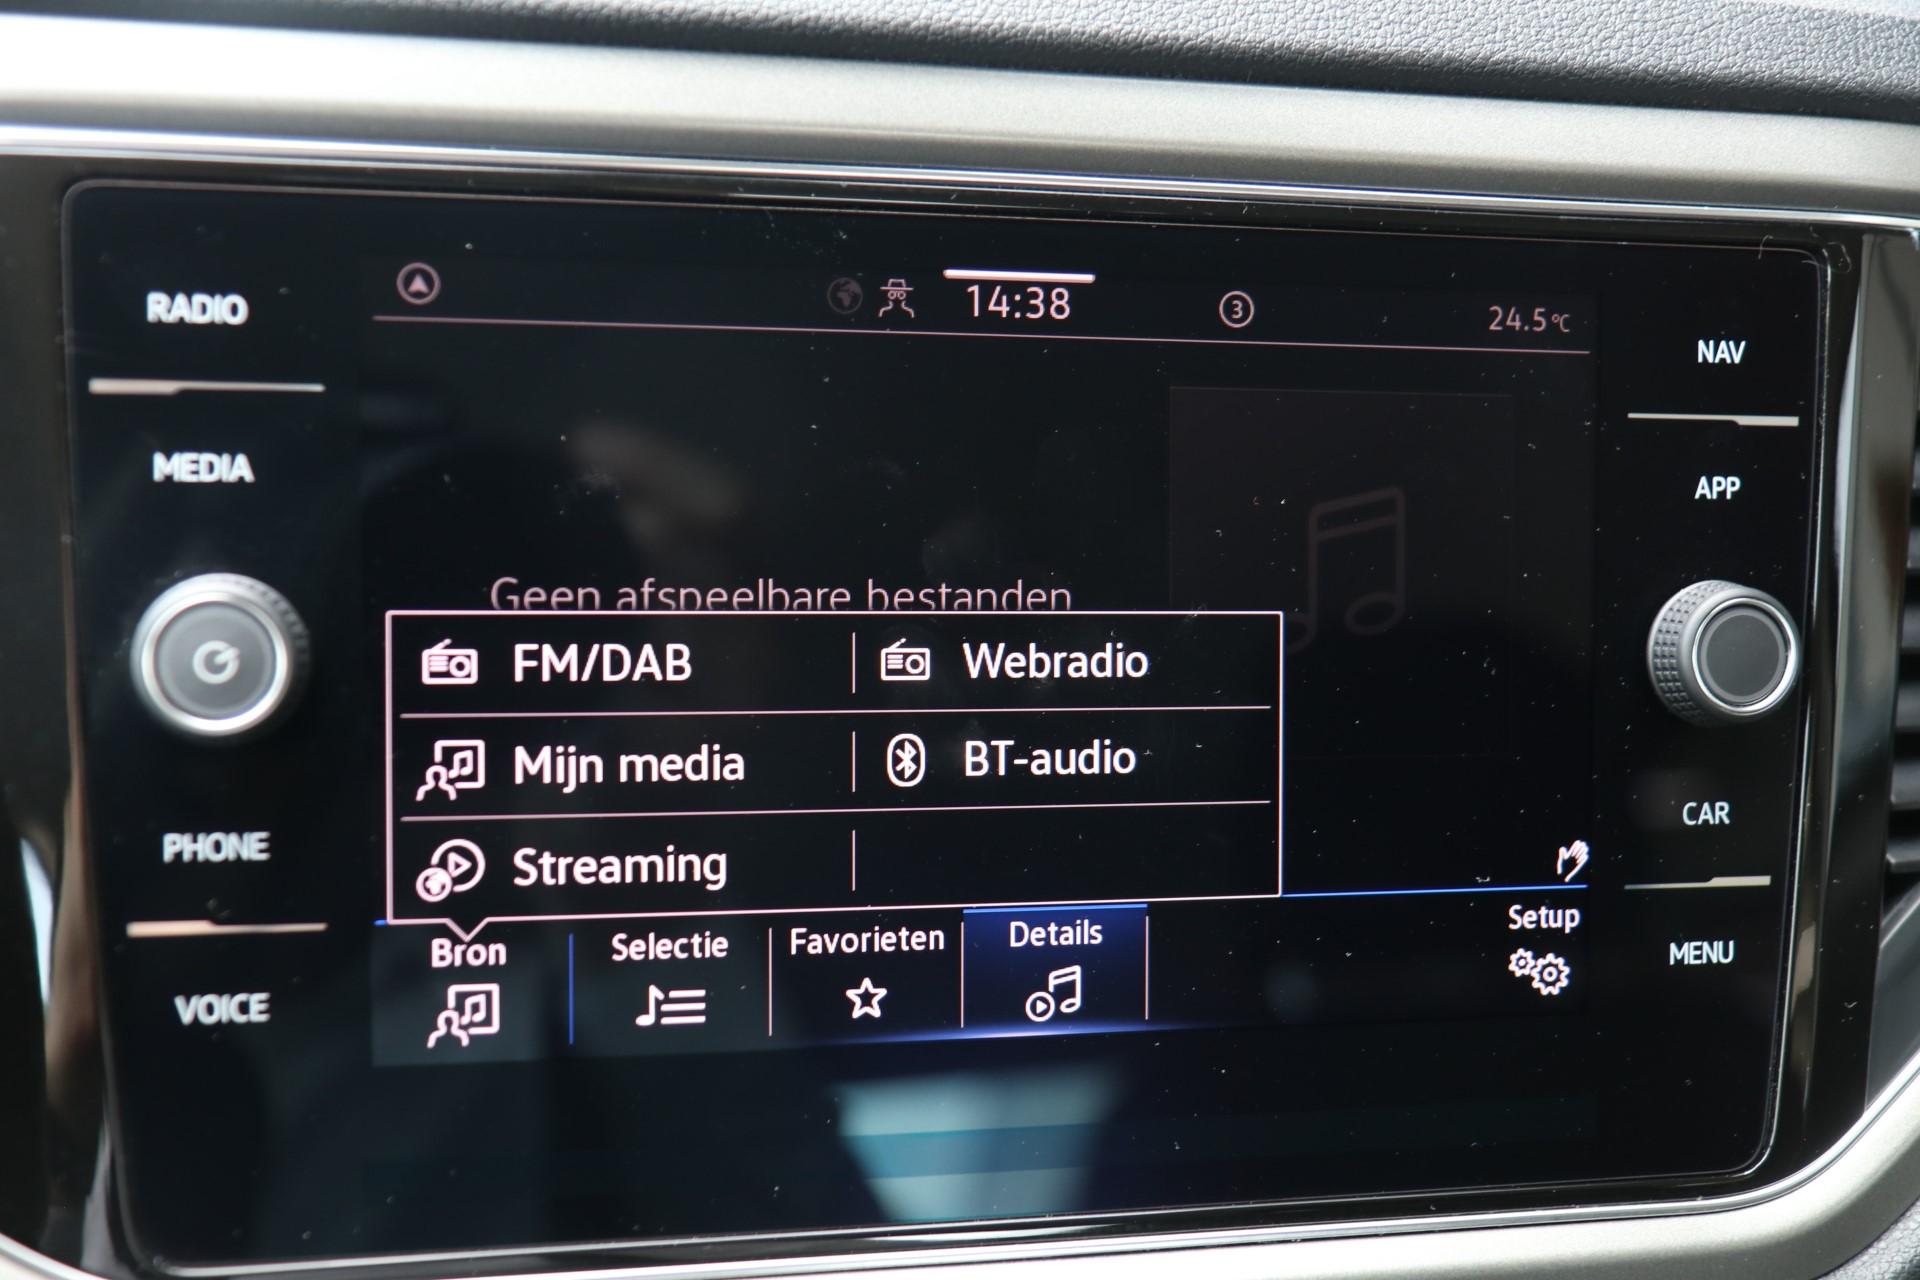 RADIO
MEDIA
PHONE
VOICE
14:38
3
24.5°C
Geen afspeelbare bestanden
FM/DAB
Webradio
Mijn media
BT-audio
Streaming
Bron
Selectie
Favorieten
Details
Setup
NAV
APP
CAR
MENU